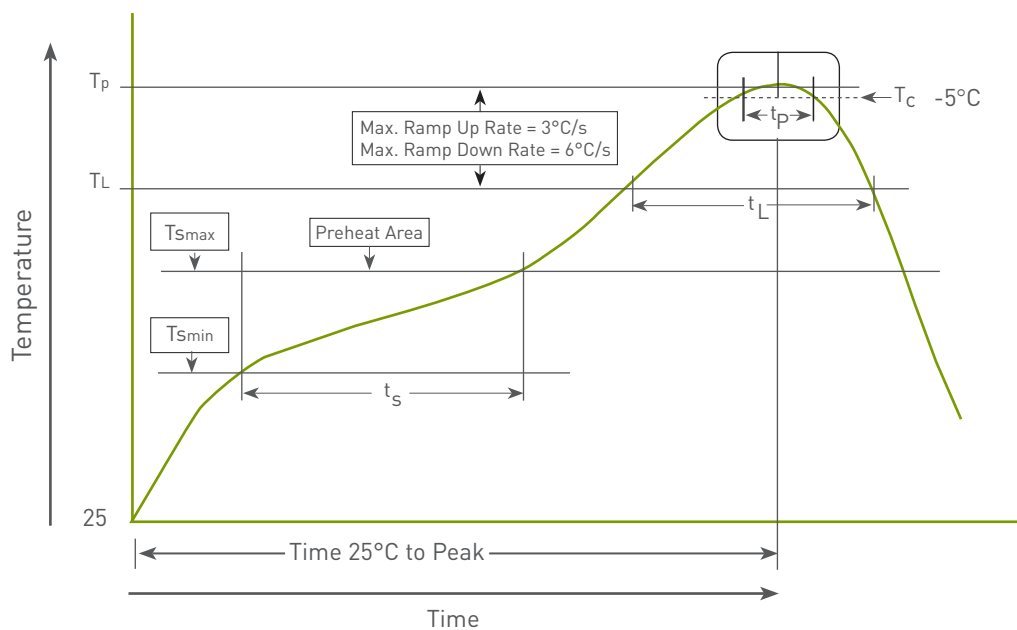 Tp
Tc -5°C
tP
Max. Ramp Up Rate = 3°C/s
Max. Ramp Down Rate = 6°C/s
TL
tL
Tsmax
Preheat Area
Tsmin
ts
Temperature
25
Time 25°C to Peak
Time